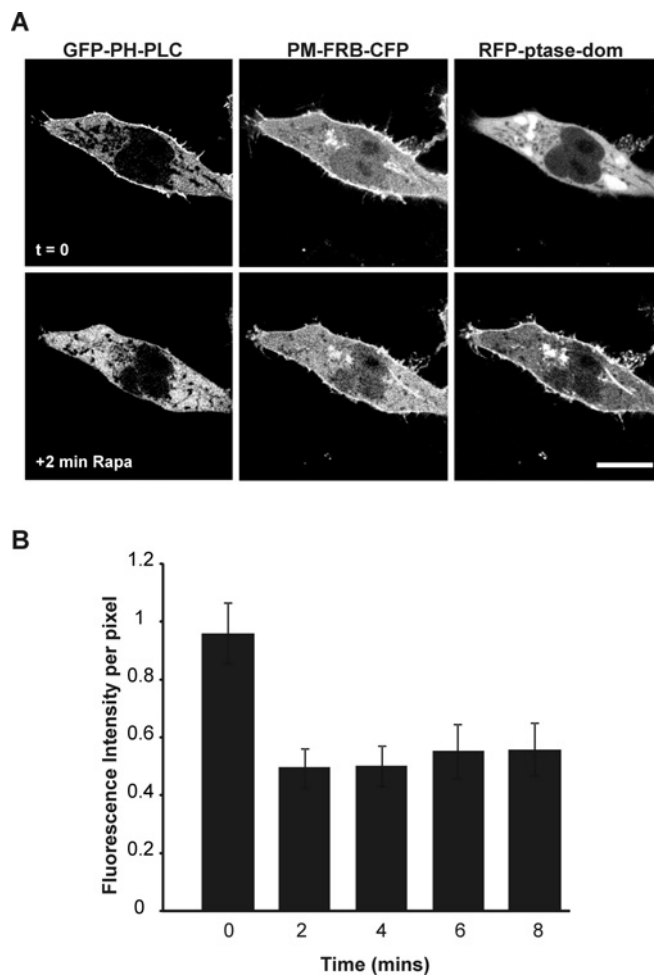 A
GFP-PH-PLC PM-FRB-CFP RFP-ptase-dom
t = 0
+2 min Rapa
B
Fluorescence Intensity per pixel
1.2
1
0.8
0.6
0.4
0.2
0
0 2 4 6 8
Time (mins)